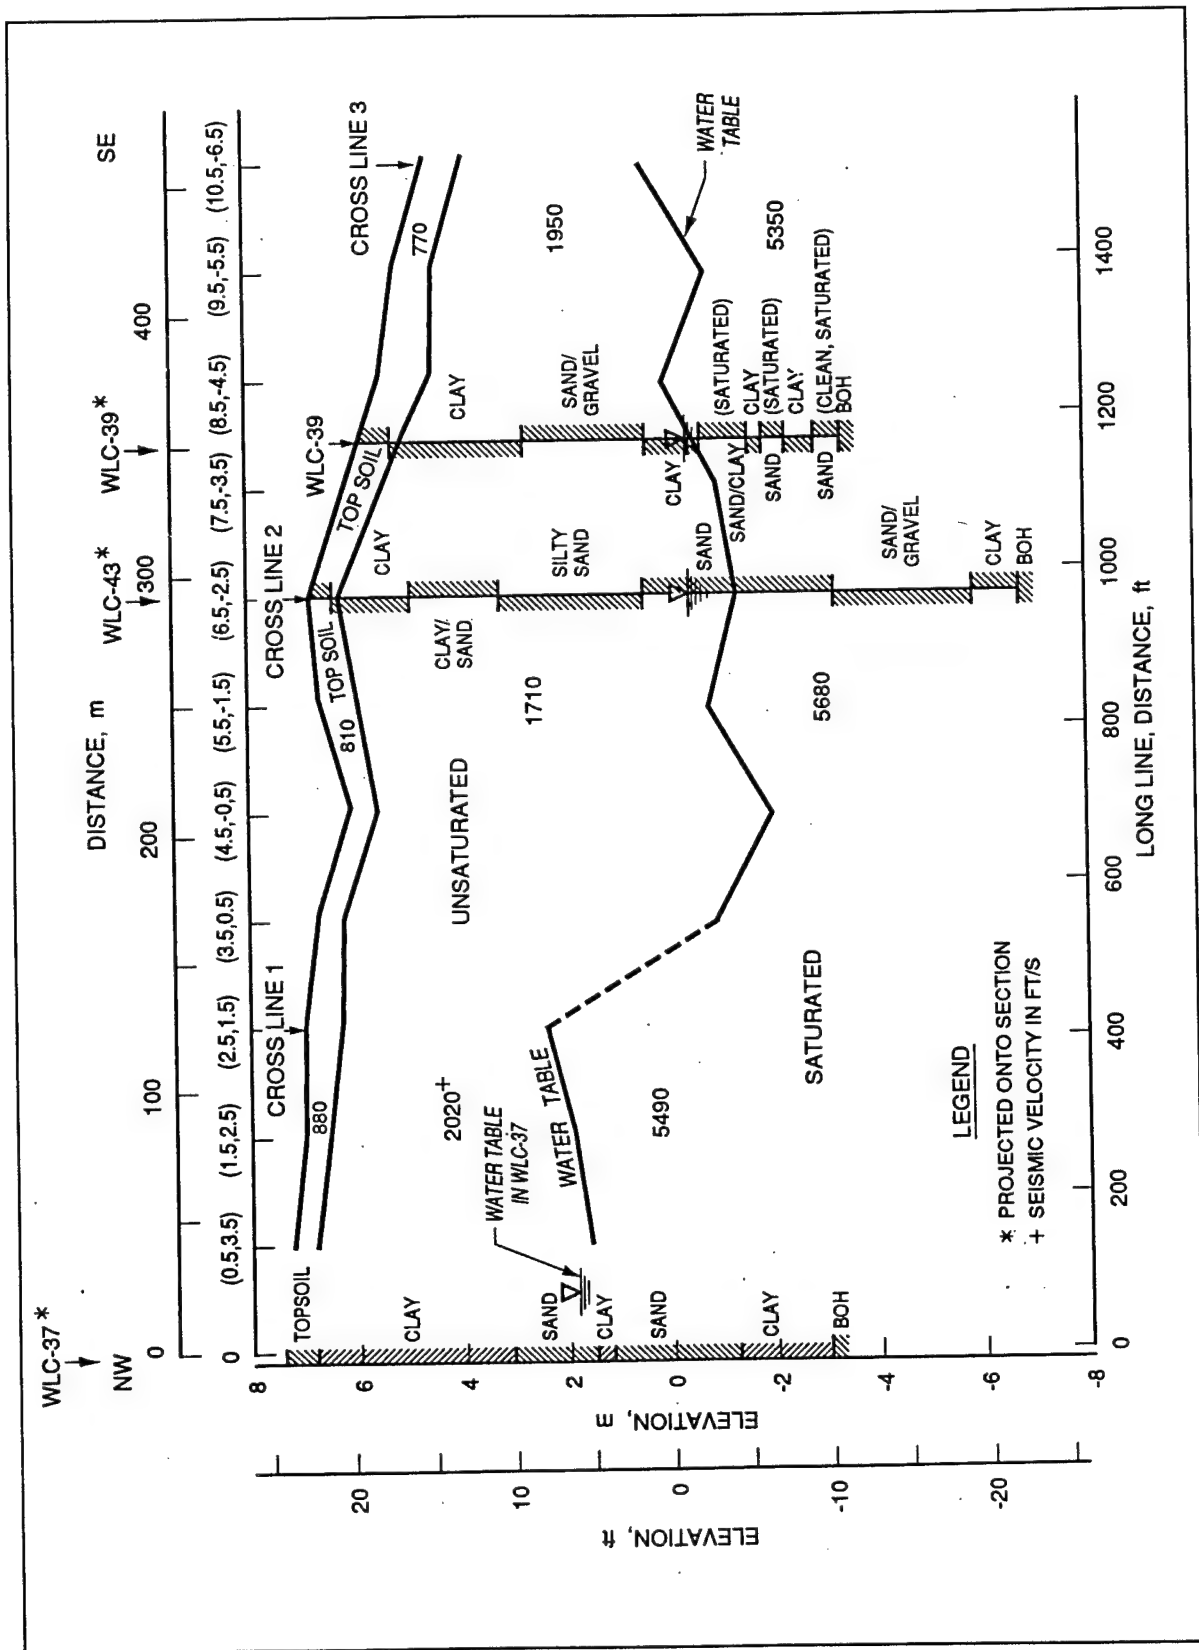 WLC-37*
WLC-43*
WLC-39*
NW
DISTANCE, m
SE
0
100
200
300
400
0
(0.5,3.5)
(1.5,2.5)
(2.5,1.5)
(3.5,0.5)
(4.5,-0,5)
(5.5,-1.5)
(6.5,-2.5)
(7.5,-3.5)
(8.5,-4.5)
(9.5,-5.5)
(10.5,-6.5)
CROSS LINE 1
CROSS LINE 2
WLC-39
CROSS LINE 3
TOPSOIL
880
810
TOP SOIL
TOP SOIL
770
CLAY
2020+
UNSATURATED
CLAY/
SAND
CLAY
CLAY
1710
SILTY
SAND
SAND/
GRAVEL
1950
WATER TABLE
IN WLC-37
SAND
WATER TABLE
CLAY
CLAY
WATER
TABLE
SAND
5490
SAND
SAND/CLAY
(SATURATED)
CLAY
SAND
(SATURATED)
CLAY
SAND
(CLEAN, SATURATED)
BOH
5350
CLAY
BOH
SATURATED
5680
SAND/
GRAVEL
CLAY
BOH
LEGEND
* PROJECTED ONTO SECTION
+ SEISMIC VELOCITY IN FT/S
8
6
4
2
0
-2
-4
-6
-8
ELEVATION, m
20
10
0
-10
-20
ELEVATION, ft
0
200
400
600
800
1000
1200
1400
LONG LINE, DISTANCE, ft